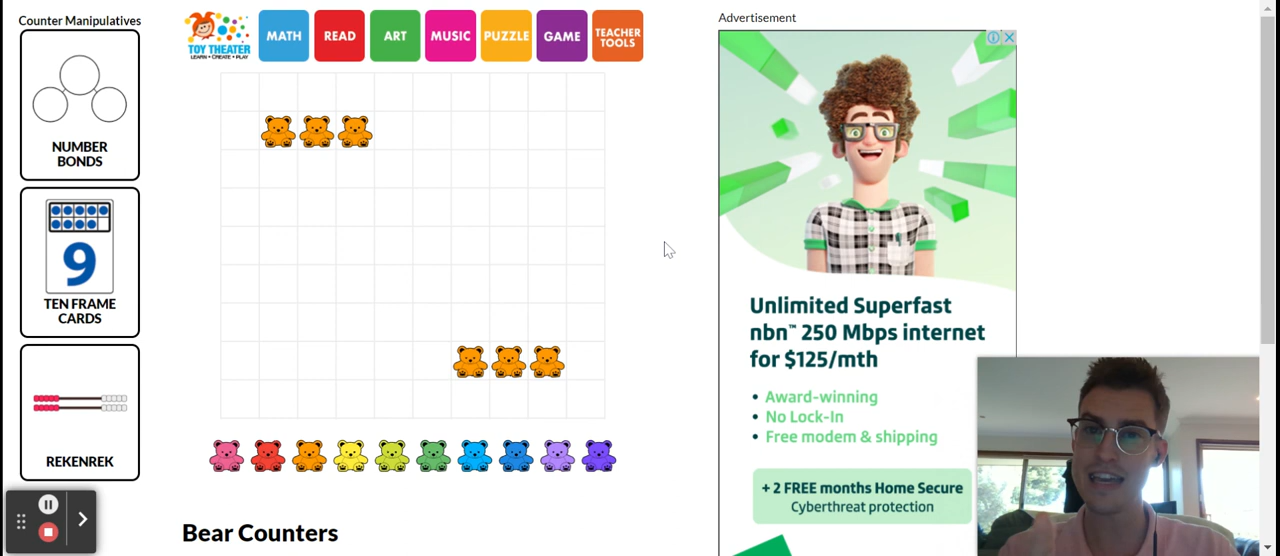 Counter Manipulatives
NUMBER
BONDS
9
TEN FRAME
CARDS
REKENREK
TOY THEATER
LEARN • CREATE • PLAY
MATH
READ
ART
MUSIC
PUZZLE
GAME
TEACHER
TOOLS
Bear Counters
Advertisement
Unlimited Superfast
nbn™ 250 Mbps internet
for $125/mth
• Award-winning
• No Lock-In
• Free modem & shipping
+ 2 FREE months Home Secure
Cyberthreat protection